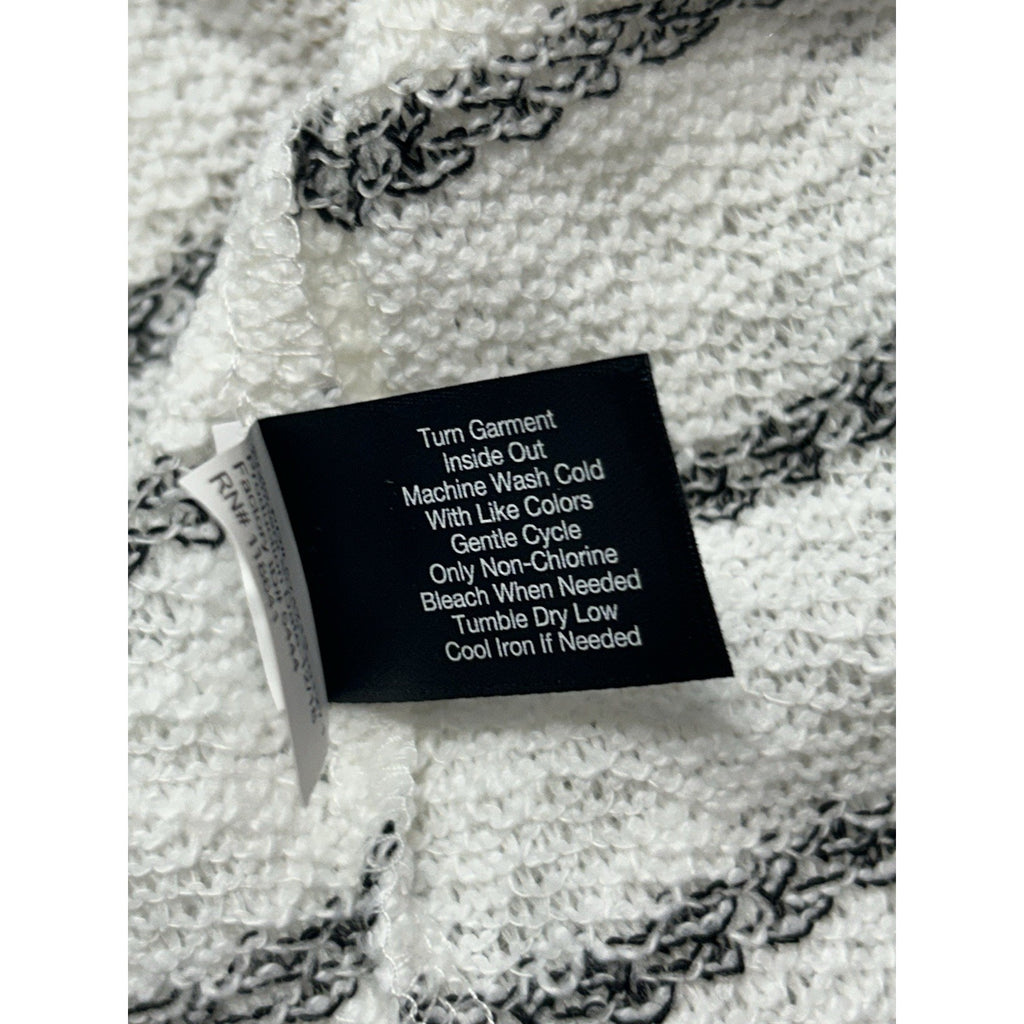 Turn Garment
Inside Out
Machine Wash Cold
With Like Colors
Gentle Cycle
Only Non-Chlorine
Bleach When Needed
Tumble Dry Low
Cool Iron If Needed
RN#